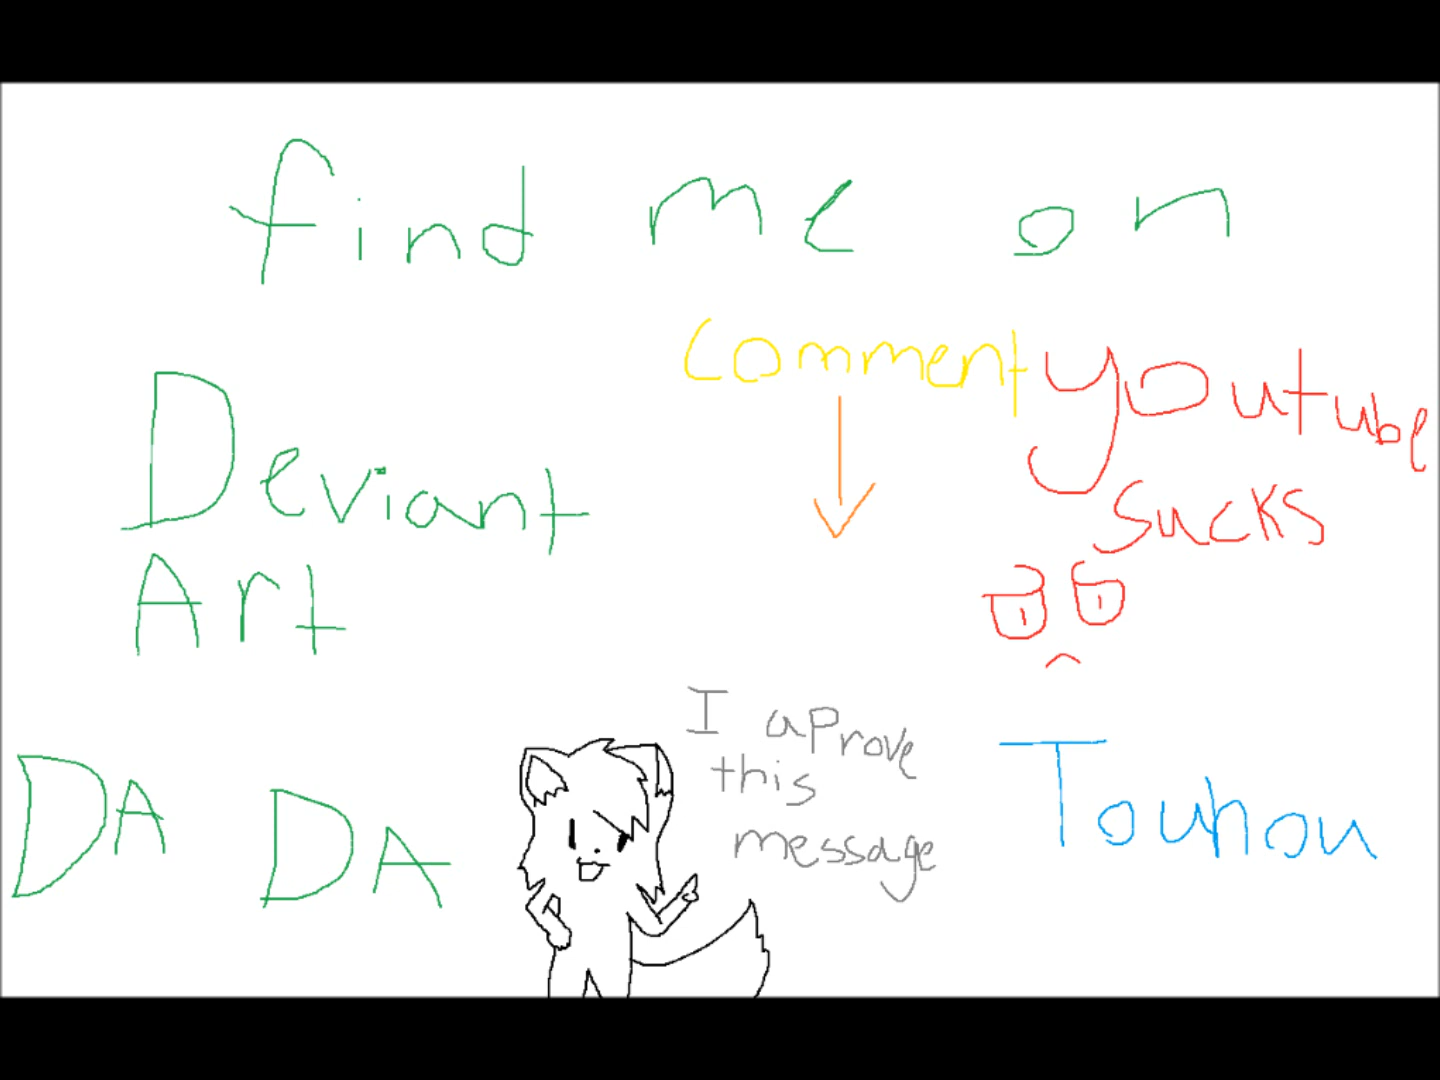 find me on
comment
Youtube
sucks
Deviant
Art
I aprove
this
message
DA DA
Touhou